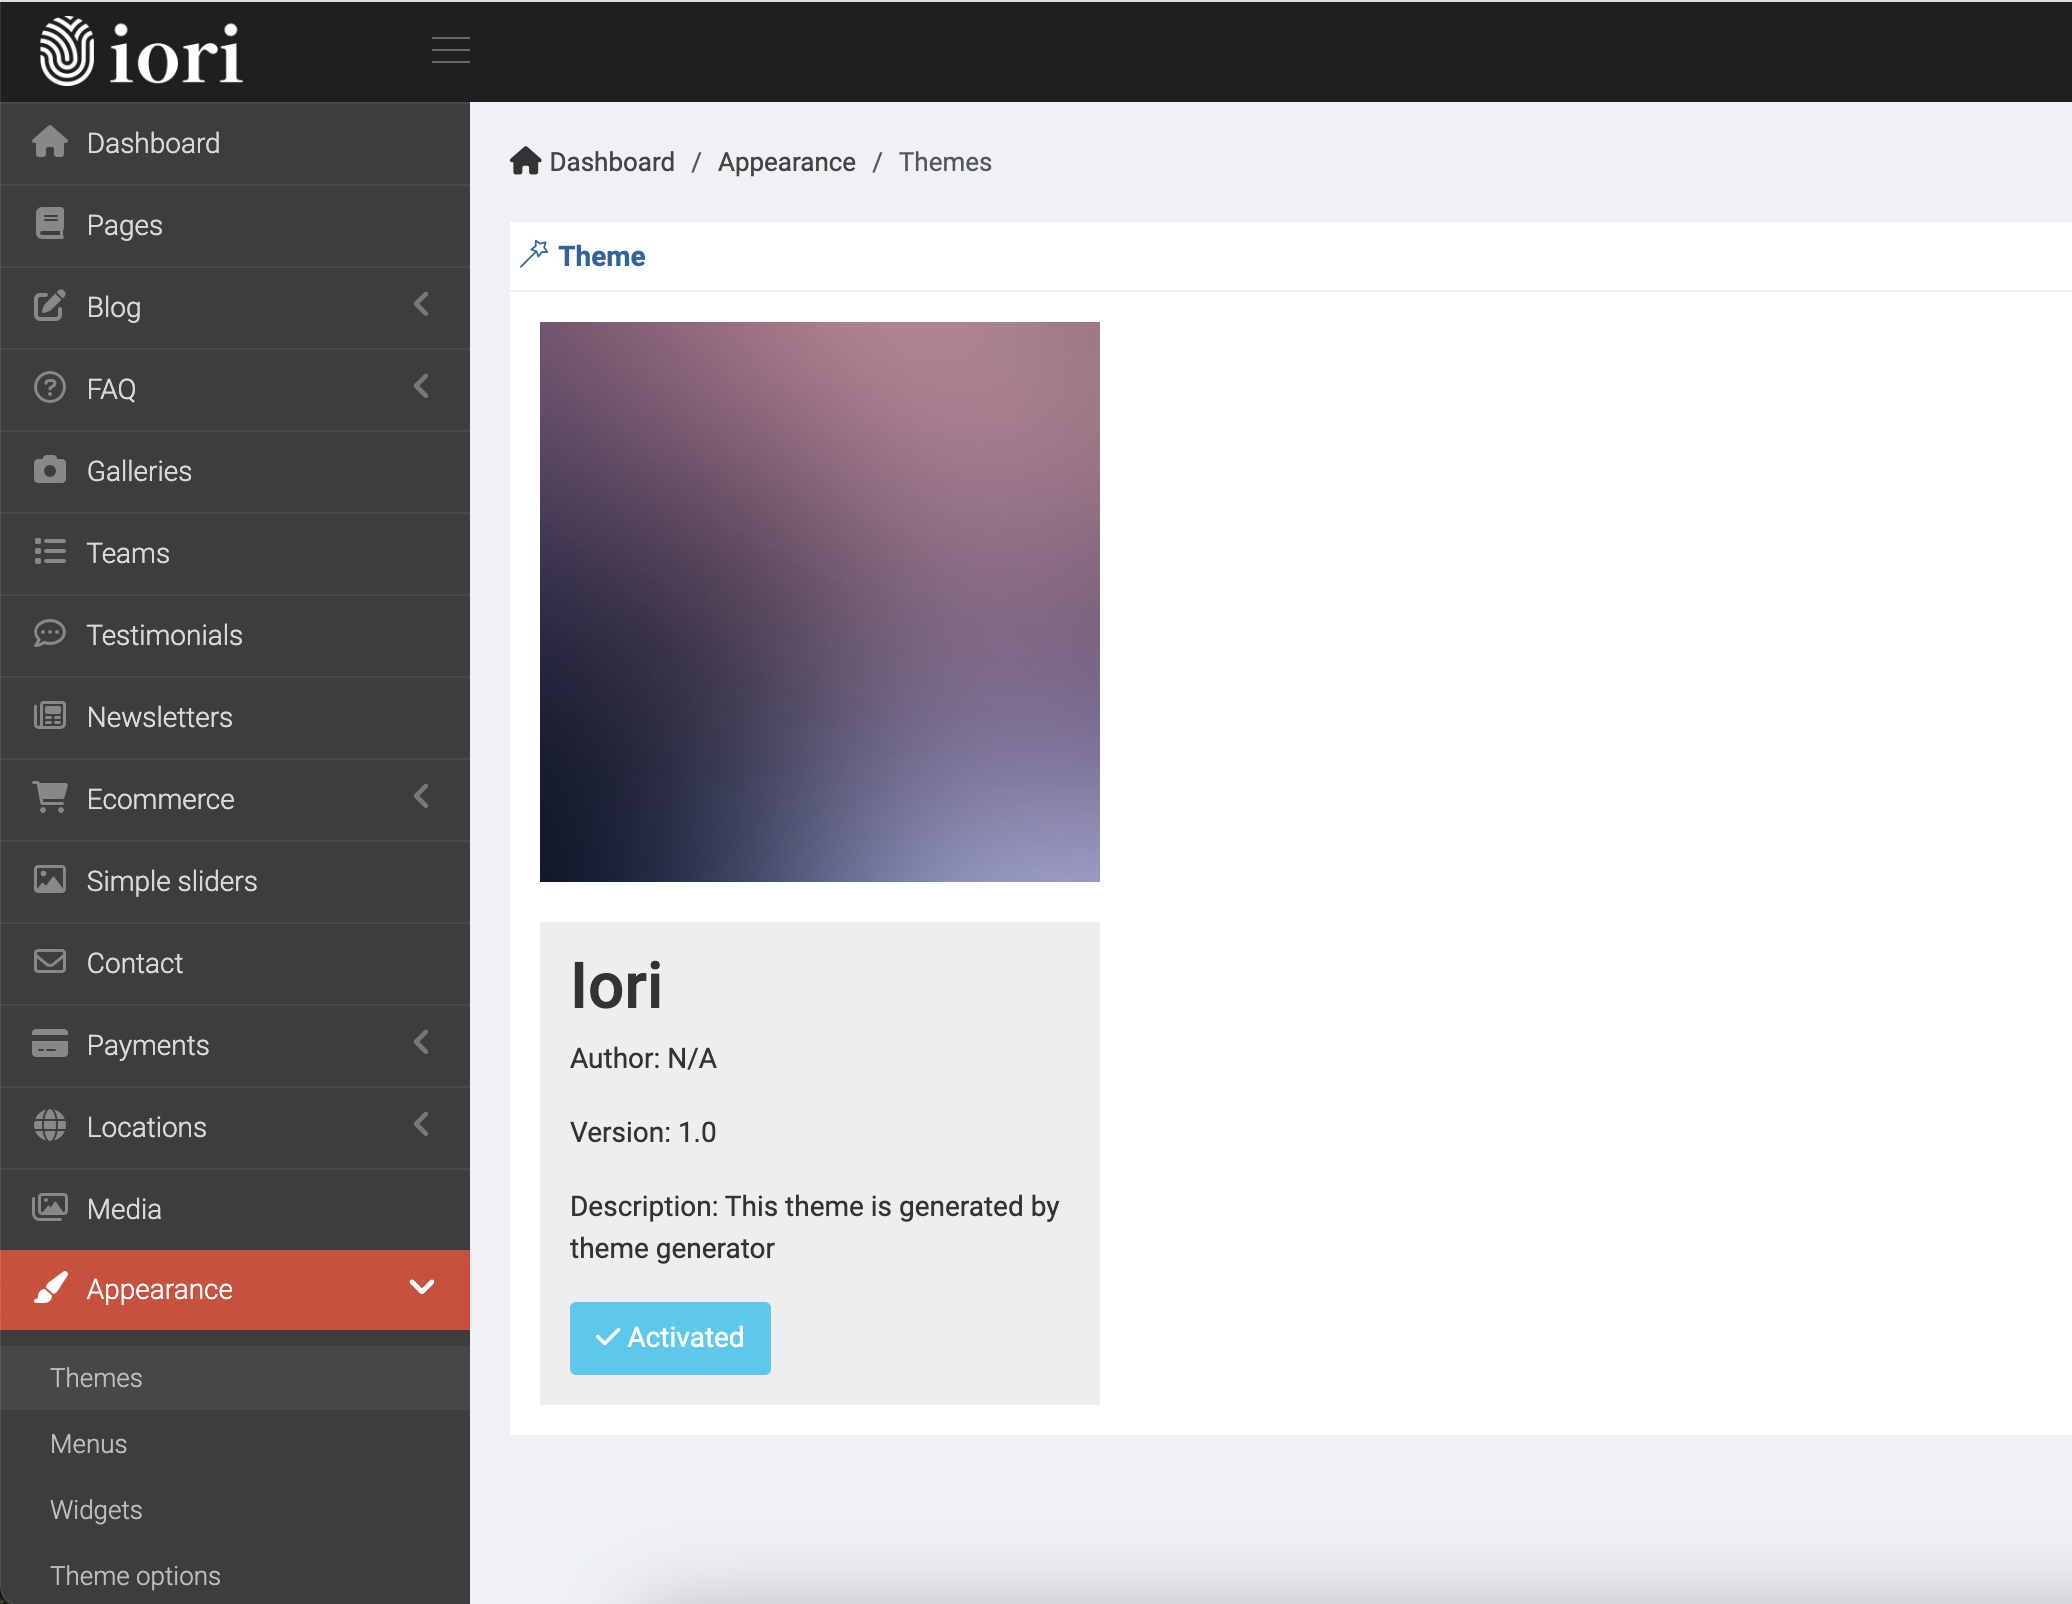 iori
Dashboard
Pages
Blog
FAQ
Galleries
Teams
Testimonials
Newsletters
Ecommerce
Simple sliders
Contact
Payments
Locations
Media
Appearance
Themes
Menus
Widgets
Theme options
Dashboard / Appearance / Themes
Theme
Iori
Author: N/A
Version: 1.0
Description: This theme is generated by
theme generator
Activated